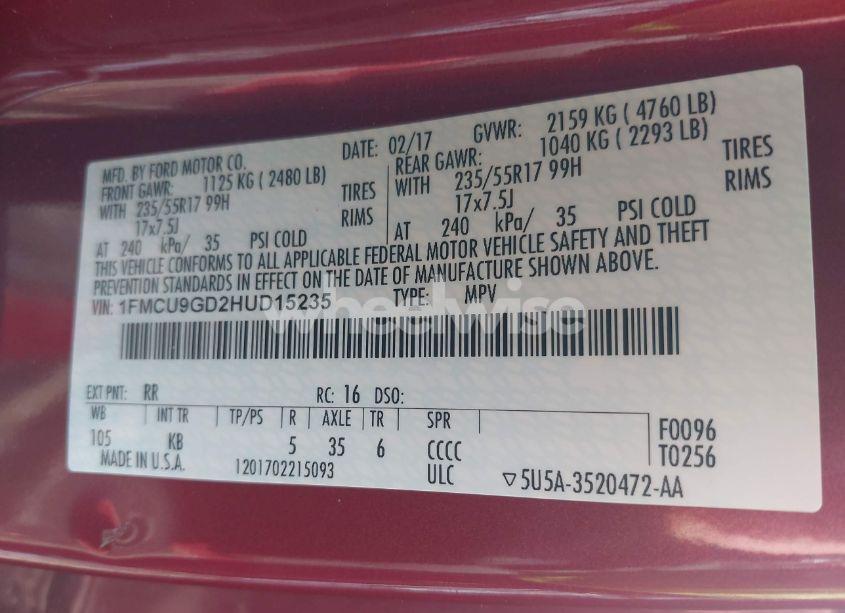 MFD. BY FORD MOTOR CO. DATE: 02/17 GVWR: 2159 KG ( 4760 LB)
FRONT GAWR: 1125 KG ( 2480 LB) REAR GAWR: 1040 KG ( 2293 LB)
WITH 235/55R17 99H TIRES WITH 235/55R17 99H TIRES
17x7.5J RIMS 17x7.5J RIMS
AT 240 kPa/ 35 PSI COLD AT 240 kPa/ 35 PSI COLD
THIS VEHICLE CONFORMS TO ALL APPLICABLE FEDERAL MOTOR VEHICLE SAFETY AND THEFT
PREVENTION STANDARDS IN EFFECT ON THE DATE OF MANUFACTURE SHOWN ABOVE.
VIN: 1FMCU9GD2HUD15235 TYPE: MPV
wheelwise
EXT PNT: RR RC: 16 DSO:
WB INT TR TP/PS R AXLE TR SPR
105 KB 5 35 6 CCCC F0096
MADE IN U.S.A. 1201702215093 ULC T0256
▽5U5A-3520472-AA